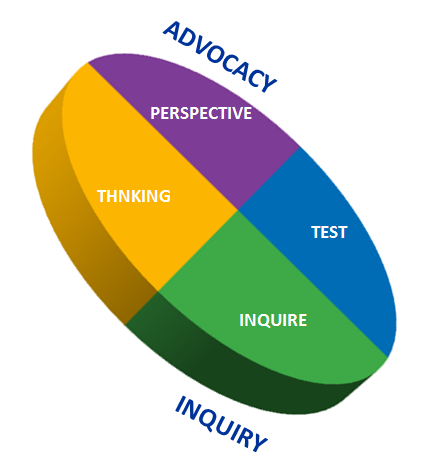 ADVOCACY
PERSPECTIVE
THNKING
TEST
INQUIRE
INQUIRY